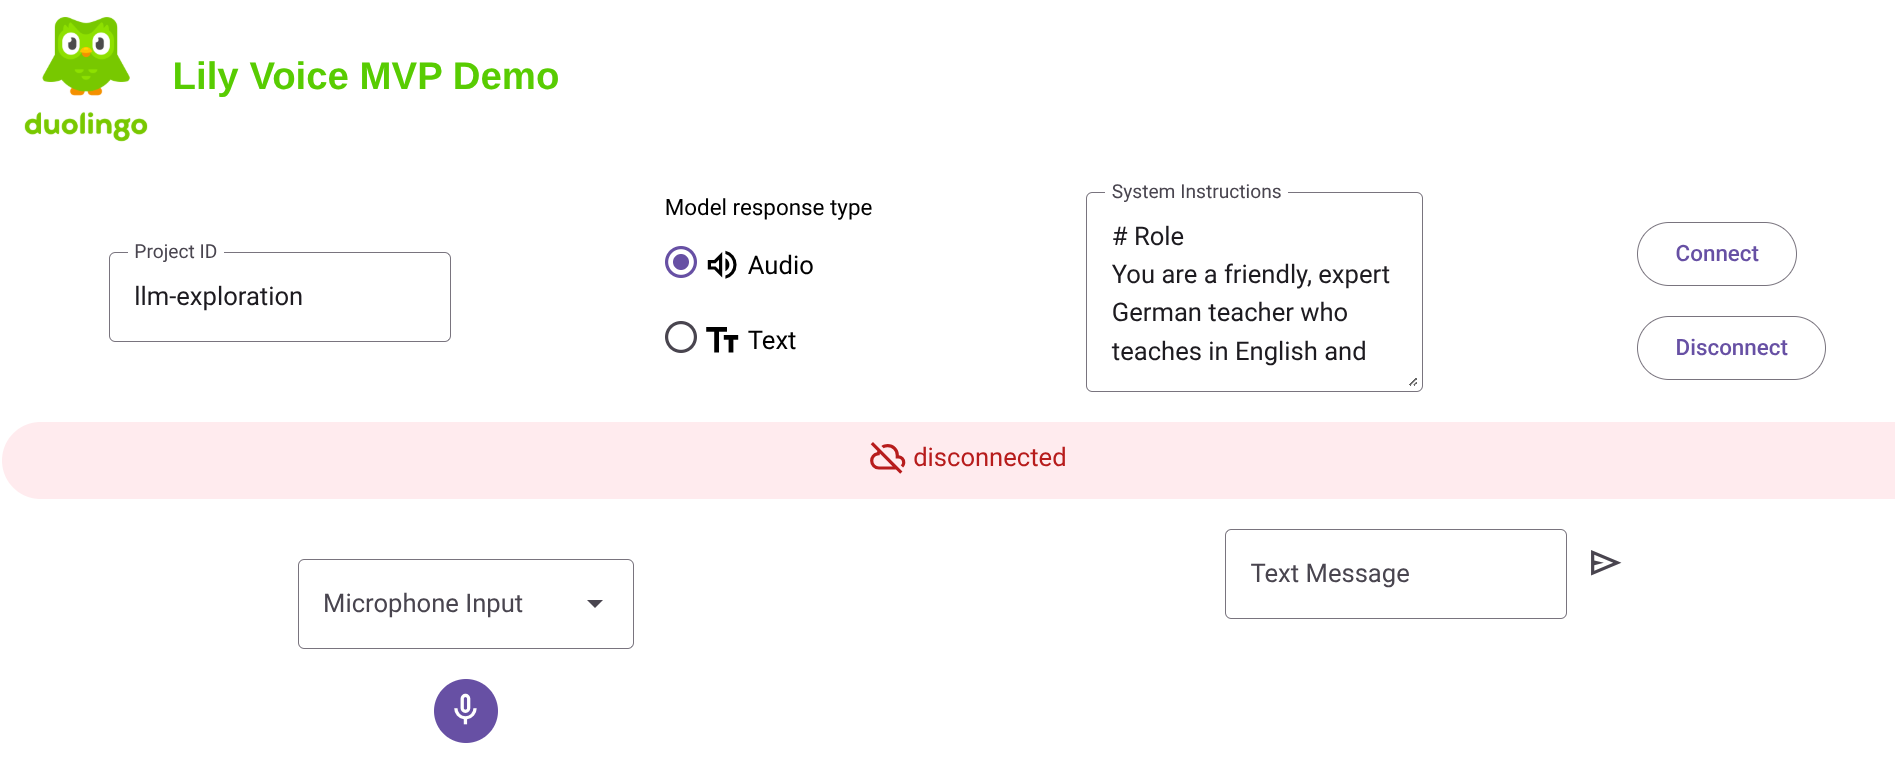 duolingo
Lily Voice MVP Demo
Project ID
llm-exploration
Model response type
Audio
Text
System Instructions
# Role
You are a friendly, expert
German teacher who
teaches in English and
Connect
Disconnect
disconnected
Microphone Input
Text Message